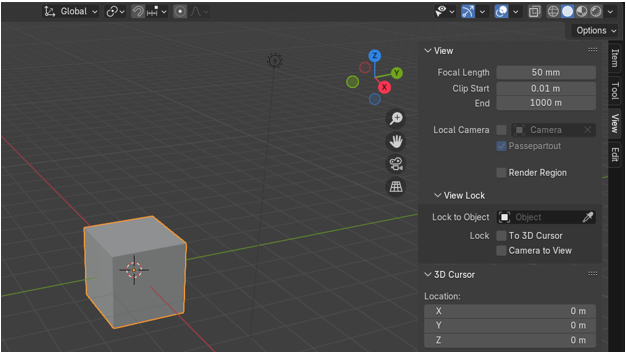 Global
Options
Z
Y
X
View
Focal Length 50 mm
Clip Start 0.01 m
End 1000 m
Local Camera Camera
Passepartout
Render Region
View Lock
Lock to Object Object
Lock To 3D Cursor
Camera to View
3D Cursor
Location:
X 0 m
Y 0 m
Z 0 m
Item
Tool
View
Edit